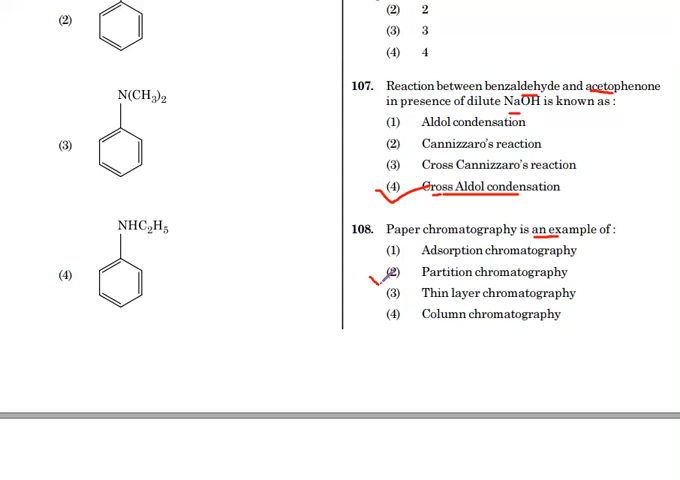 (2)
N(CH₃)₂
(3)
NHC₂H₅
(4)
(2) 2
(3) 3
(4) 4
107. Reaction between benzaldehyde and acetophenone
in presence of dilute NaOH is known as :
(1) Aldol condensation
(2) Cannizzaro's reaction
(3) Cross Cannizzaro's reaction
(4) Cross Aldol condensation
108. Paper chromatography is an example of :
(1) Adsorption chromatography
(2) Partition chromatography
(3) Thin layer chromatography
(4) Column chromatography